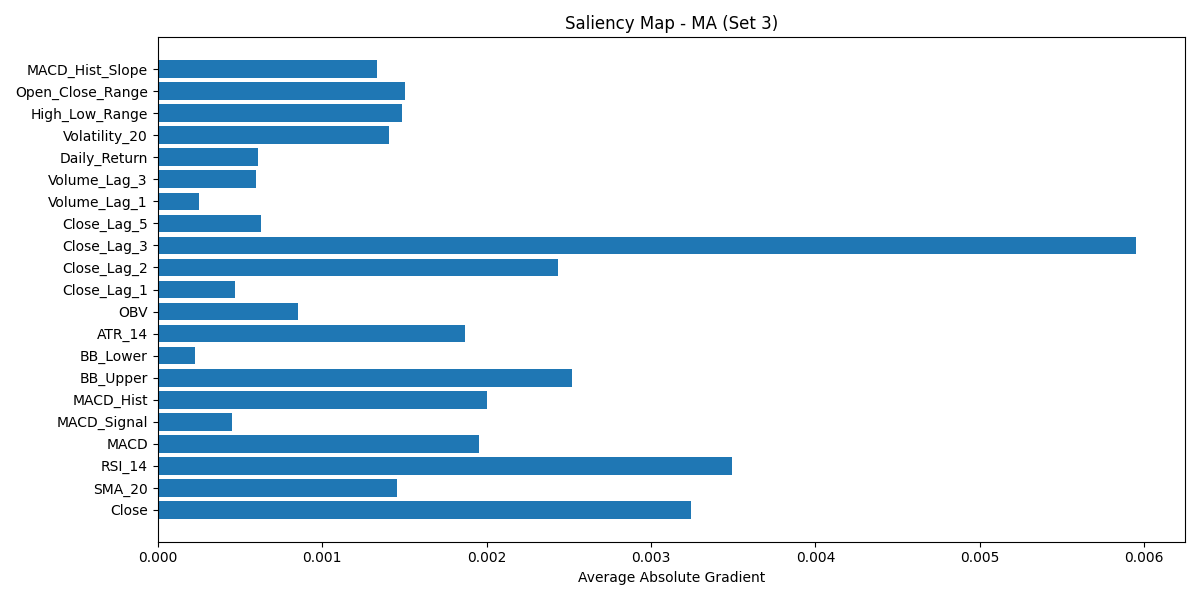 Saliency Map - MA (Set 3)
MACD_Hist_Slope
Open_Close_Range
High_Low_Range
Volatility_20
Daily_Return
Volume_Lag_3
Volume_Lag_1
Close_Lag_5
Close_Lag_3
Close_Lag_2
Close_Lag_1
OBV
ATR_14
BB_Lower
BB_Upper
MACD_Hist
MACD_Signal
MACD
RSI_14
SMA_20
Close
0.000 0.001 0.002 0.003 0.004 0.005 0.006
Average Absolute Gradient